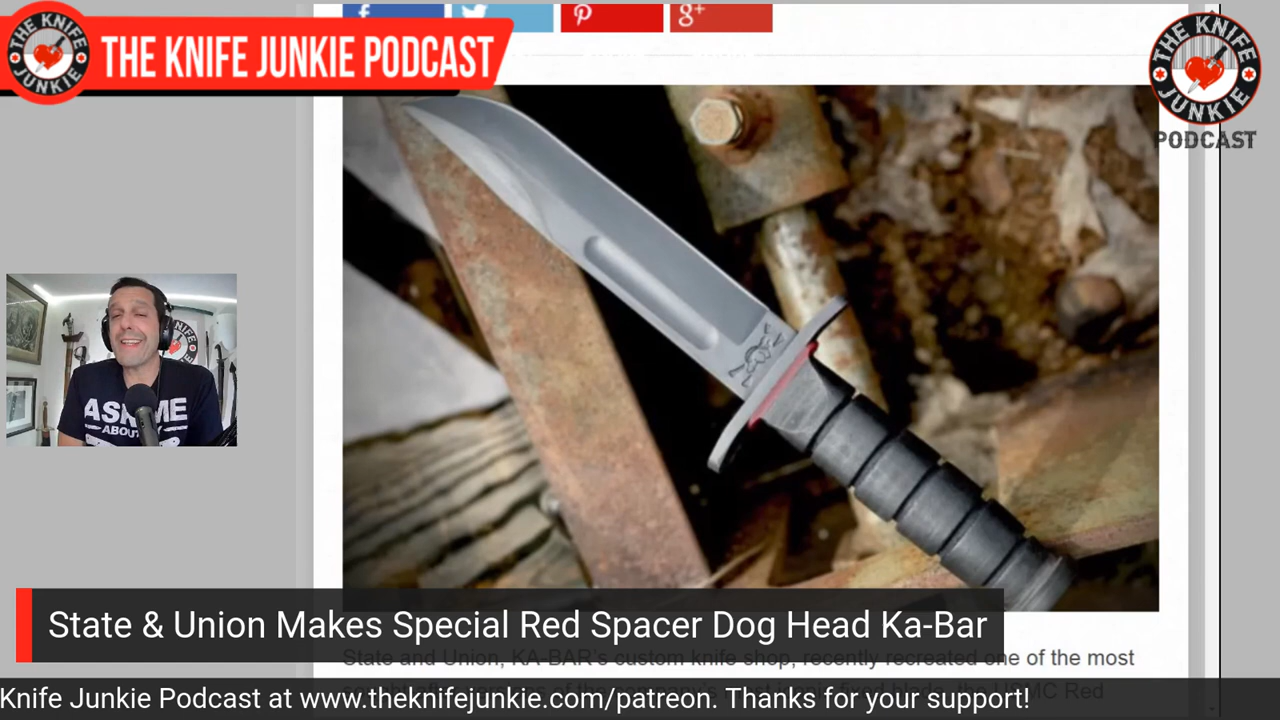 THE KNIFE JUNKIE
THE KNIFE JUNKIE PODCAST
THE KNIFE JUNKIE
PODCAST
KNIFE
ASK ME
ABOUT
State & Union Makes Special Red Spacer Dog Head Ka-Bar
State and Union, KA-BAR's custom knife shop, recently recreated one of the most
Knife Junkie Podcast at www.theknifejunkie.com/patreon. Thanks for your support!